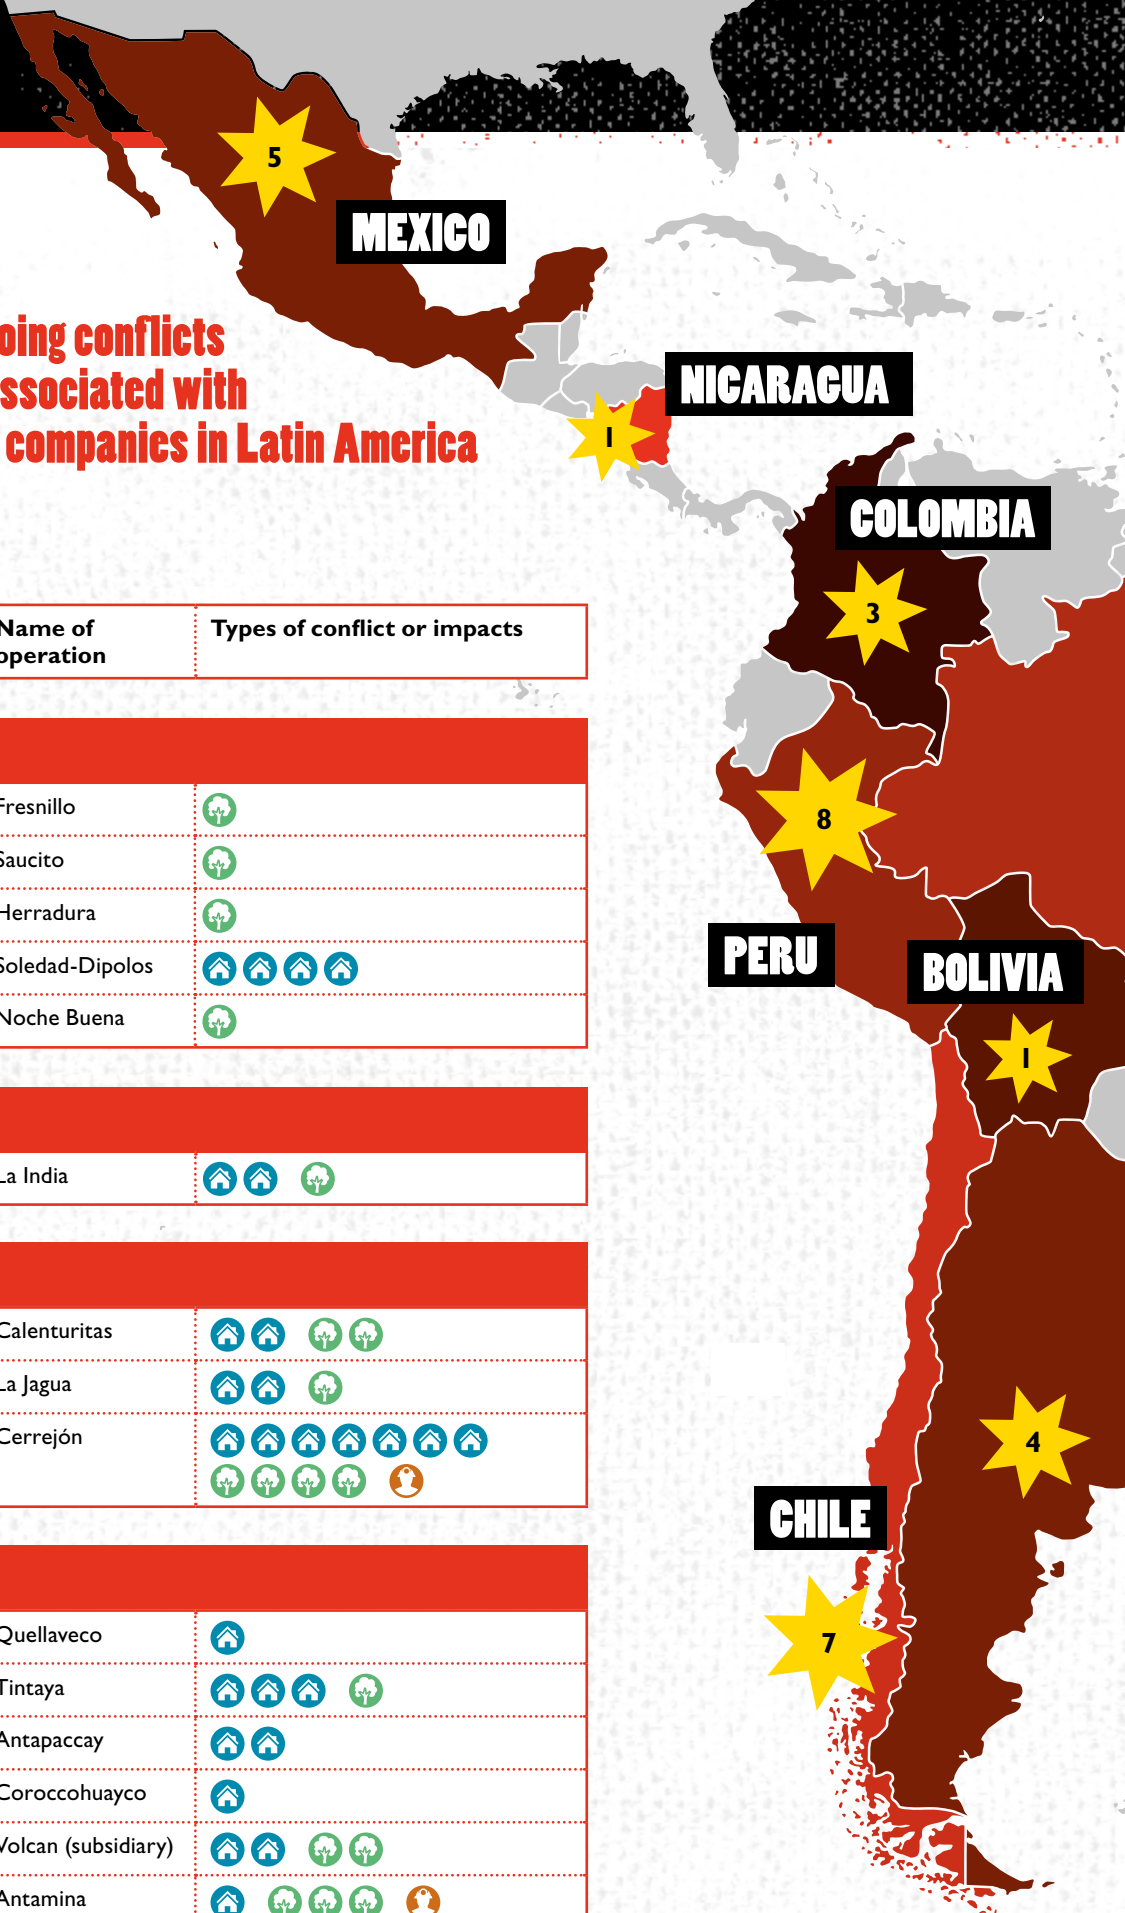 5
MEXICO
oing conflicts
ssociated with
companies in Latin America
NICARAGUA
1
COLOMBIA
3
8
PERU
BOLIVIA
1
4
CHILE
7
Name of
operation
Types of conflict or impacts
Fresnillo
Saucito
Herradura
Soledad-Dipolos
Noche Buena
La India
Calenturitas
La Jagua
Cerrejón
Quellaveco
Tintaya
Antapaccay
Coroccohuayco
Volcan (subsidiary)
Antamina